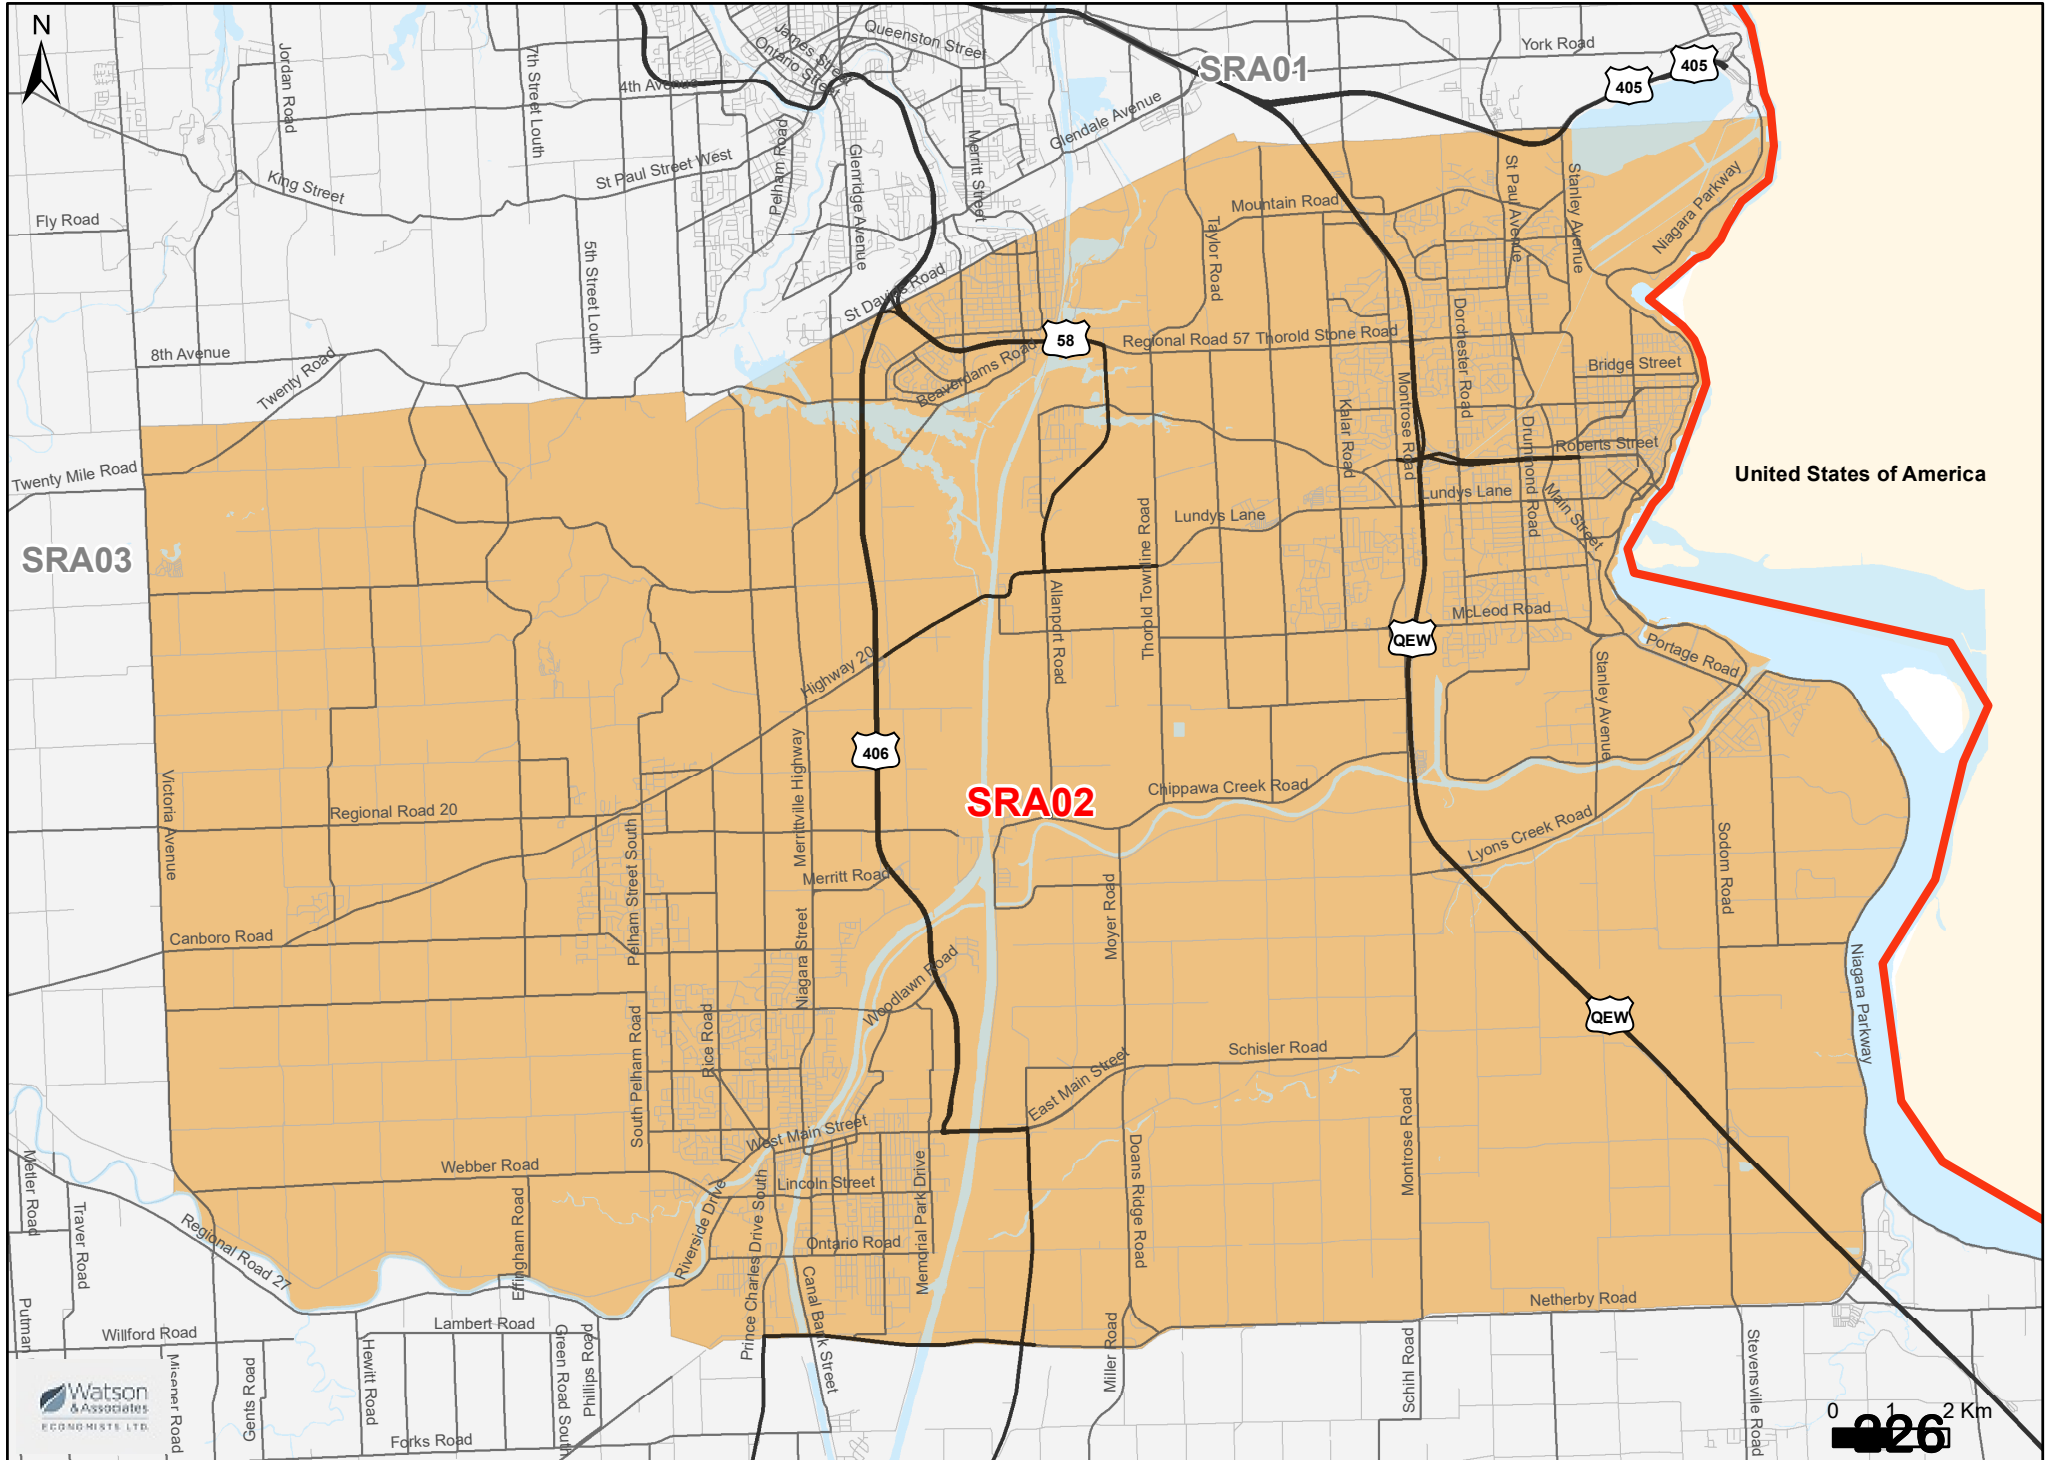 N
Jordan Road
7th Street Louth
4th Avenue
James Street
Ontario Street
Queenston Street
SRA01
York Road
405
405
Glendale Avenue
Merritt Street
Pelham Road
Glenridge Avenue
St Paul Street West
King Street
Fly Road
5th Street Louth
St Davids Road
Mountain Road
Taylor Road
St Paul Avenue
Stanley Avenue
Niagara Parkway
8th Avenue
Twenty Road
58
Beaverdams Road
Regional Road 57
Thorold Stone Road
Dorchester Road
Bridge Street
Kalar Road
Montrose Road
Drummond Road
Roberts Street
Twenty Mile Road
United States of America
Lundys Lane
Lundys Lane
Main Street
Thorold Townline Road
SRA03
Allanport Road
McLeod Road
QEW
Portage Road
Stanley Avenue
Highway 20
406
Merrittville Highway
Victoria Avenue
Regional Road 20
SRA02
Chippawa Creek Road
Lyons Creek Road
Sodom Road
Pelham Street South
Merritt Road
Moyer Road
Canboro Road
Niagara Street
Woodlawn Road
QEW
Niagara Parkway
South Pelham Road
Rice Road
Schisler Road
East Main Street
Montrose Road
West Main Street
Webber Road
Lincoln Street
Metler Road
Traver Road
Regional Road 27
Effingham Road
Riverside Drive
Prince Charles Drive South
Memorial Park Drive
Doans Ridge Road
Ontario Road
Canal Bank Street
Netherby Road
Putman
Willford Road
Lambert Road
Misener Road
Gents Road
Hewitt Road
Green Road South
Phillips Road
Miller Road
Schihl Road
Stevensville Road
Forks Road
Watson
& Associates
ECONOMISTS LTD.
0 1 2 Km
226